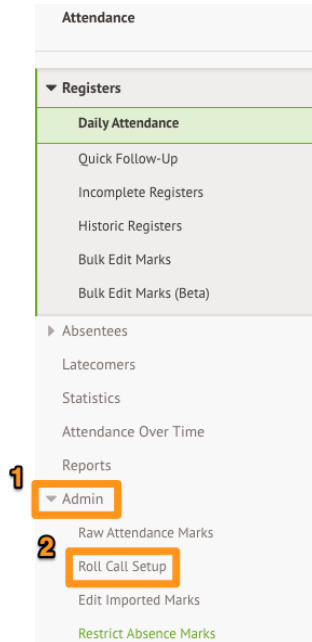 Attendance
Registers
Daily Attendance
Quick Follow-Up
Incomplete Registers
Historic Registers
Bulk Edit Marks
Bulk Edit Marks (Beta)
Absentees
Latecomers
Statistics
Attendance Over Time
Reports
1
Admin
Raw Attendance Marks
2
Roll Call Setup
Edit Imported Marks
Restrict Absence Marks